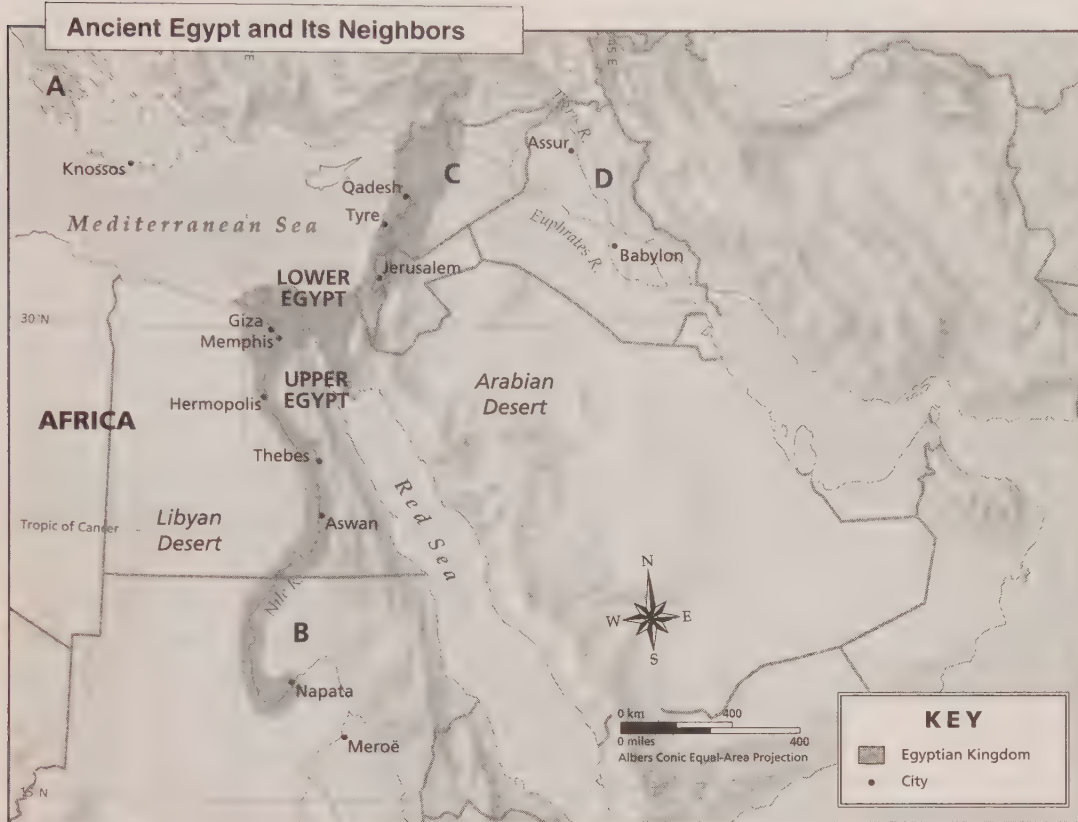 Ancient Egypt and Its Neighbors
A
E
45 E
Knossos
Mediterranean Sea
Qadesh
Tyre
C
Tigris R.
Assur
D
Euphrates R.
Babylon
Jerusalem
LOWER
EGYPT
30 °N
Giza
Memphis
UPPER
EGYPT
Hermopolis
AFRICA
Arabian
Desert
Thebes
Red Sea
Tropic of Cancer
Libyan
Desert
Aswan
Nile R.
B
Napata
Meroë
15 N
N
W E
S
0 km 400
0 miles 400
Albers Conic Equal-Area Projection
KEY
Egyptian Kingdom
City